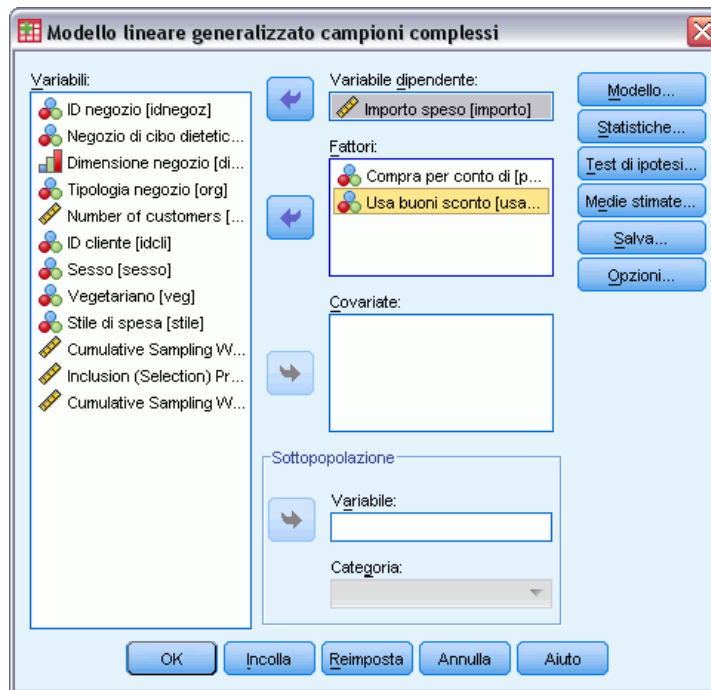 Modello lineare generalizzato campioni complessi
Variabili:
ID negozio [idnegoz]
Negozio di cibo dietetic...
Dimensione negozio [di...
Tipologia negozio [org]
Number of customers [...
ID cliente [idcli]
Sesso [sesso]
Vegetariano [veg]
Stile di spesa [stile]
Cumulative Sampling W...
Inclusion (Selection) Pr...
Cumulative Sampling W...
Variabile dipendente:
Importo speso [importo]
Fattori:
Compra per conto di [p...
Usa buoni sconto [usa...
Covariate:
Sottopopolazione
Variabile:
Categoria:
Modello...
Statistiche...
Test di ipotesi...
Medie stimate...
Salva...
Opzioni...
OK
Incolla
Reimposta
Annulla
Aiuto